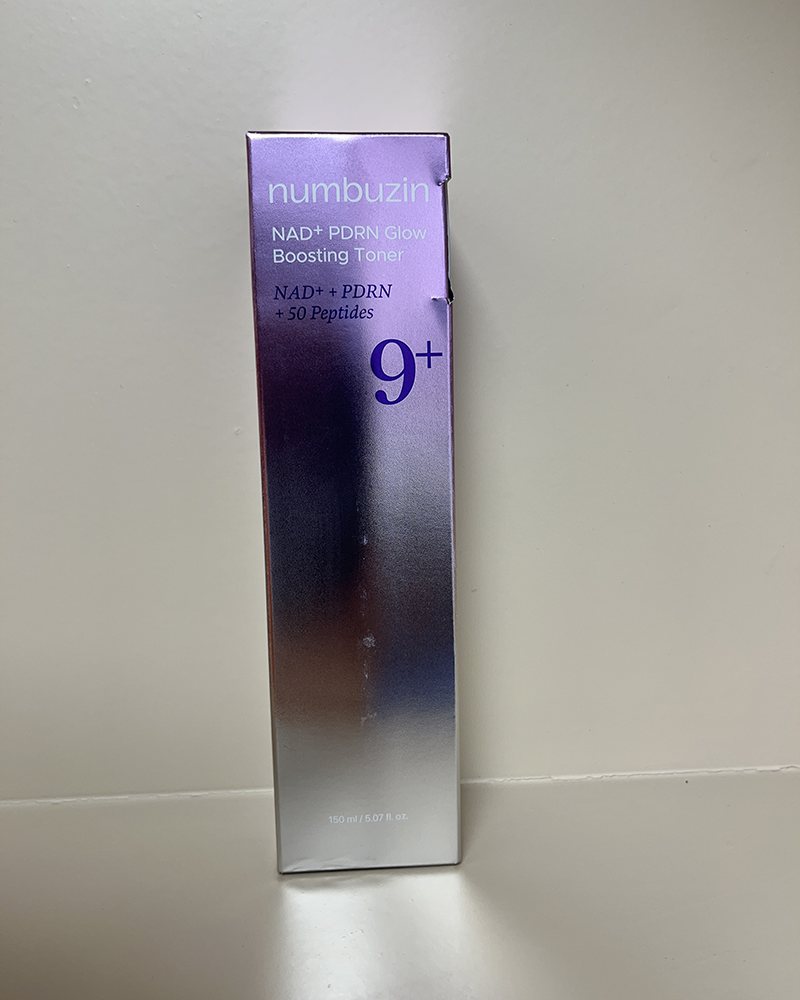 numbuzin
NAD+ PDRN Glow
Boosting Toner
NAD+ + PDRN
+ 50 Peptides
9+
150 ml / 5.07 fl. oz.